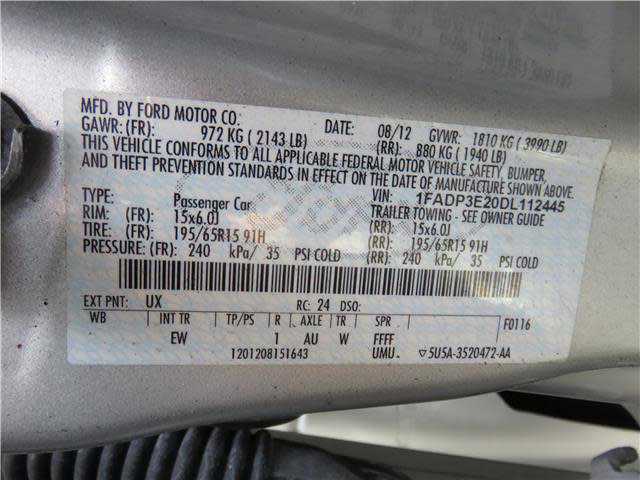 MFD. BY FORD MOTOR CO. DATE: 08/12 GVWR: 1810 KG ( 3990 LB)
GAWR: (FR): 972 KG ( 2143 LB) (RR): 880 KG ( 1940 LB)
THIS VEHICLE CONFORMS TO ALL APPLICABLE FEDERAL MOTOR VEHICLE SAFETY, BUMPER,
AND THEFT PREVENTION STANDARDS IN EFFECT ON THE DATE OF MANUFACTURE SHOWN ABOVE.
VIN: 1FADP3E20DL112445
TYPE: Passenger Car TRAILER TOWING - SEE OWNER GUIDE
RIM: (FR): 15x6.0J (RR): 15x6.0J
TIRE: (FR): 195/65R15 91H (RR): 195/65R15 91H
PRESSURE: (FR): 240 kPa/ 35 PSI COLD (RR): 240 kPa/ 35 PSI COLD
EXT PNT: UX RC: 24 DSO: F0116
WB INT TR TP/PS R AXLE TR SPR
EW 1 AU W FFFF
1201208151643 UMU ▽5U5A-3520472-AA